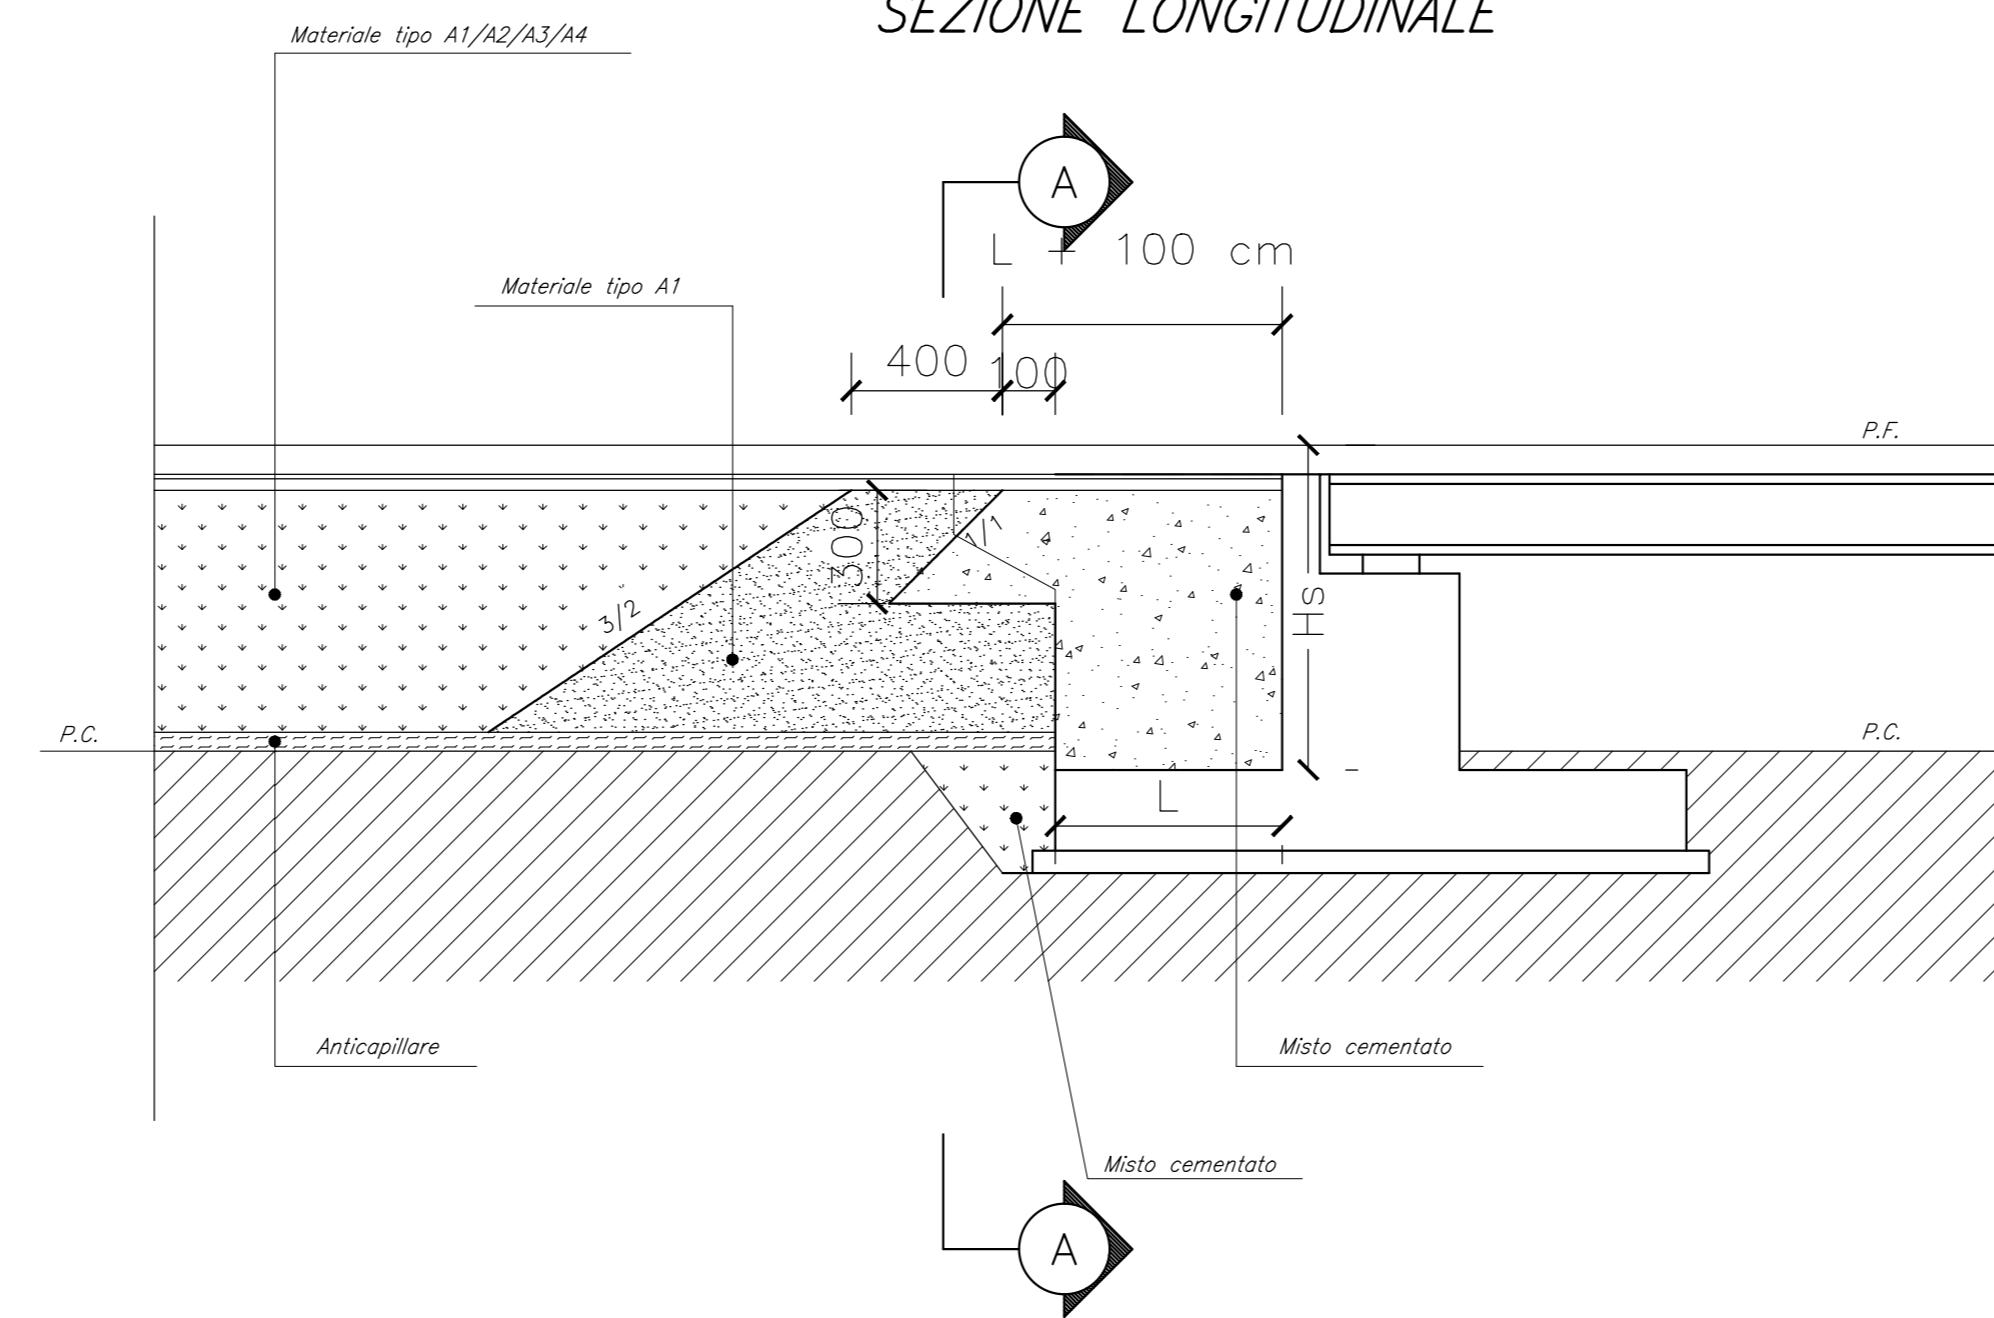 SEZIONE LONGITUDINALE
Materiale tipo A1/A2/A3/A4
A
L + 100 cm
Materiale tipo A1
400
100
P.F.
300
1/1
3/2
HS
P.C.
P.C.
L
Anticapillare
Misto cementato
Misto cementato
A